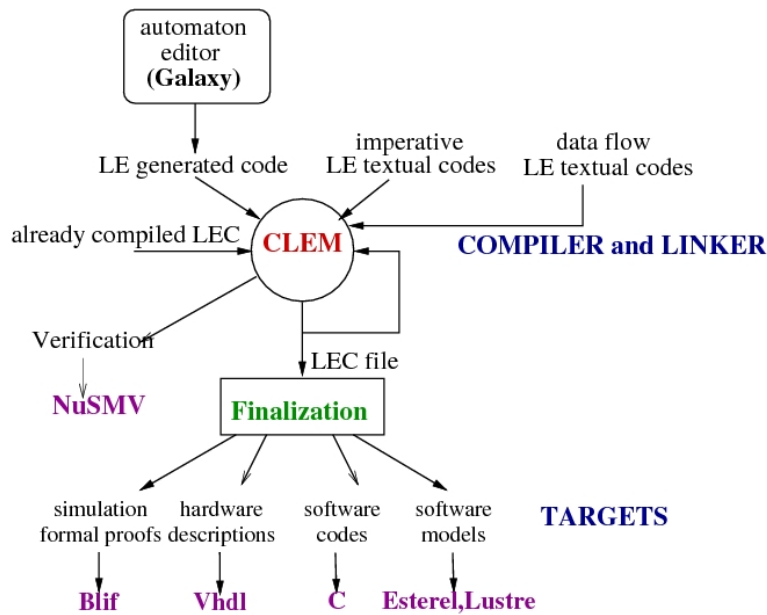 automaton
editor
(Galaxy)
imperative
data flow
LE generated code
LE textual codes
LE textual codes
already compiled LEC
CLEM
COMPILER and LINKER
Verification
LEC file
NuSMV
Finalization
simulation
formal proofs
hardware
descriptions
software
codes
software
models
TARGETS
Blif
Vhdl
C
Esterel,Lustre